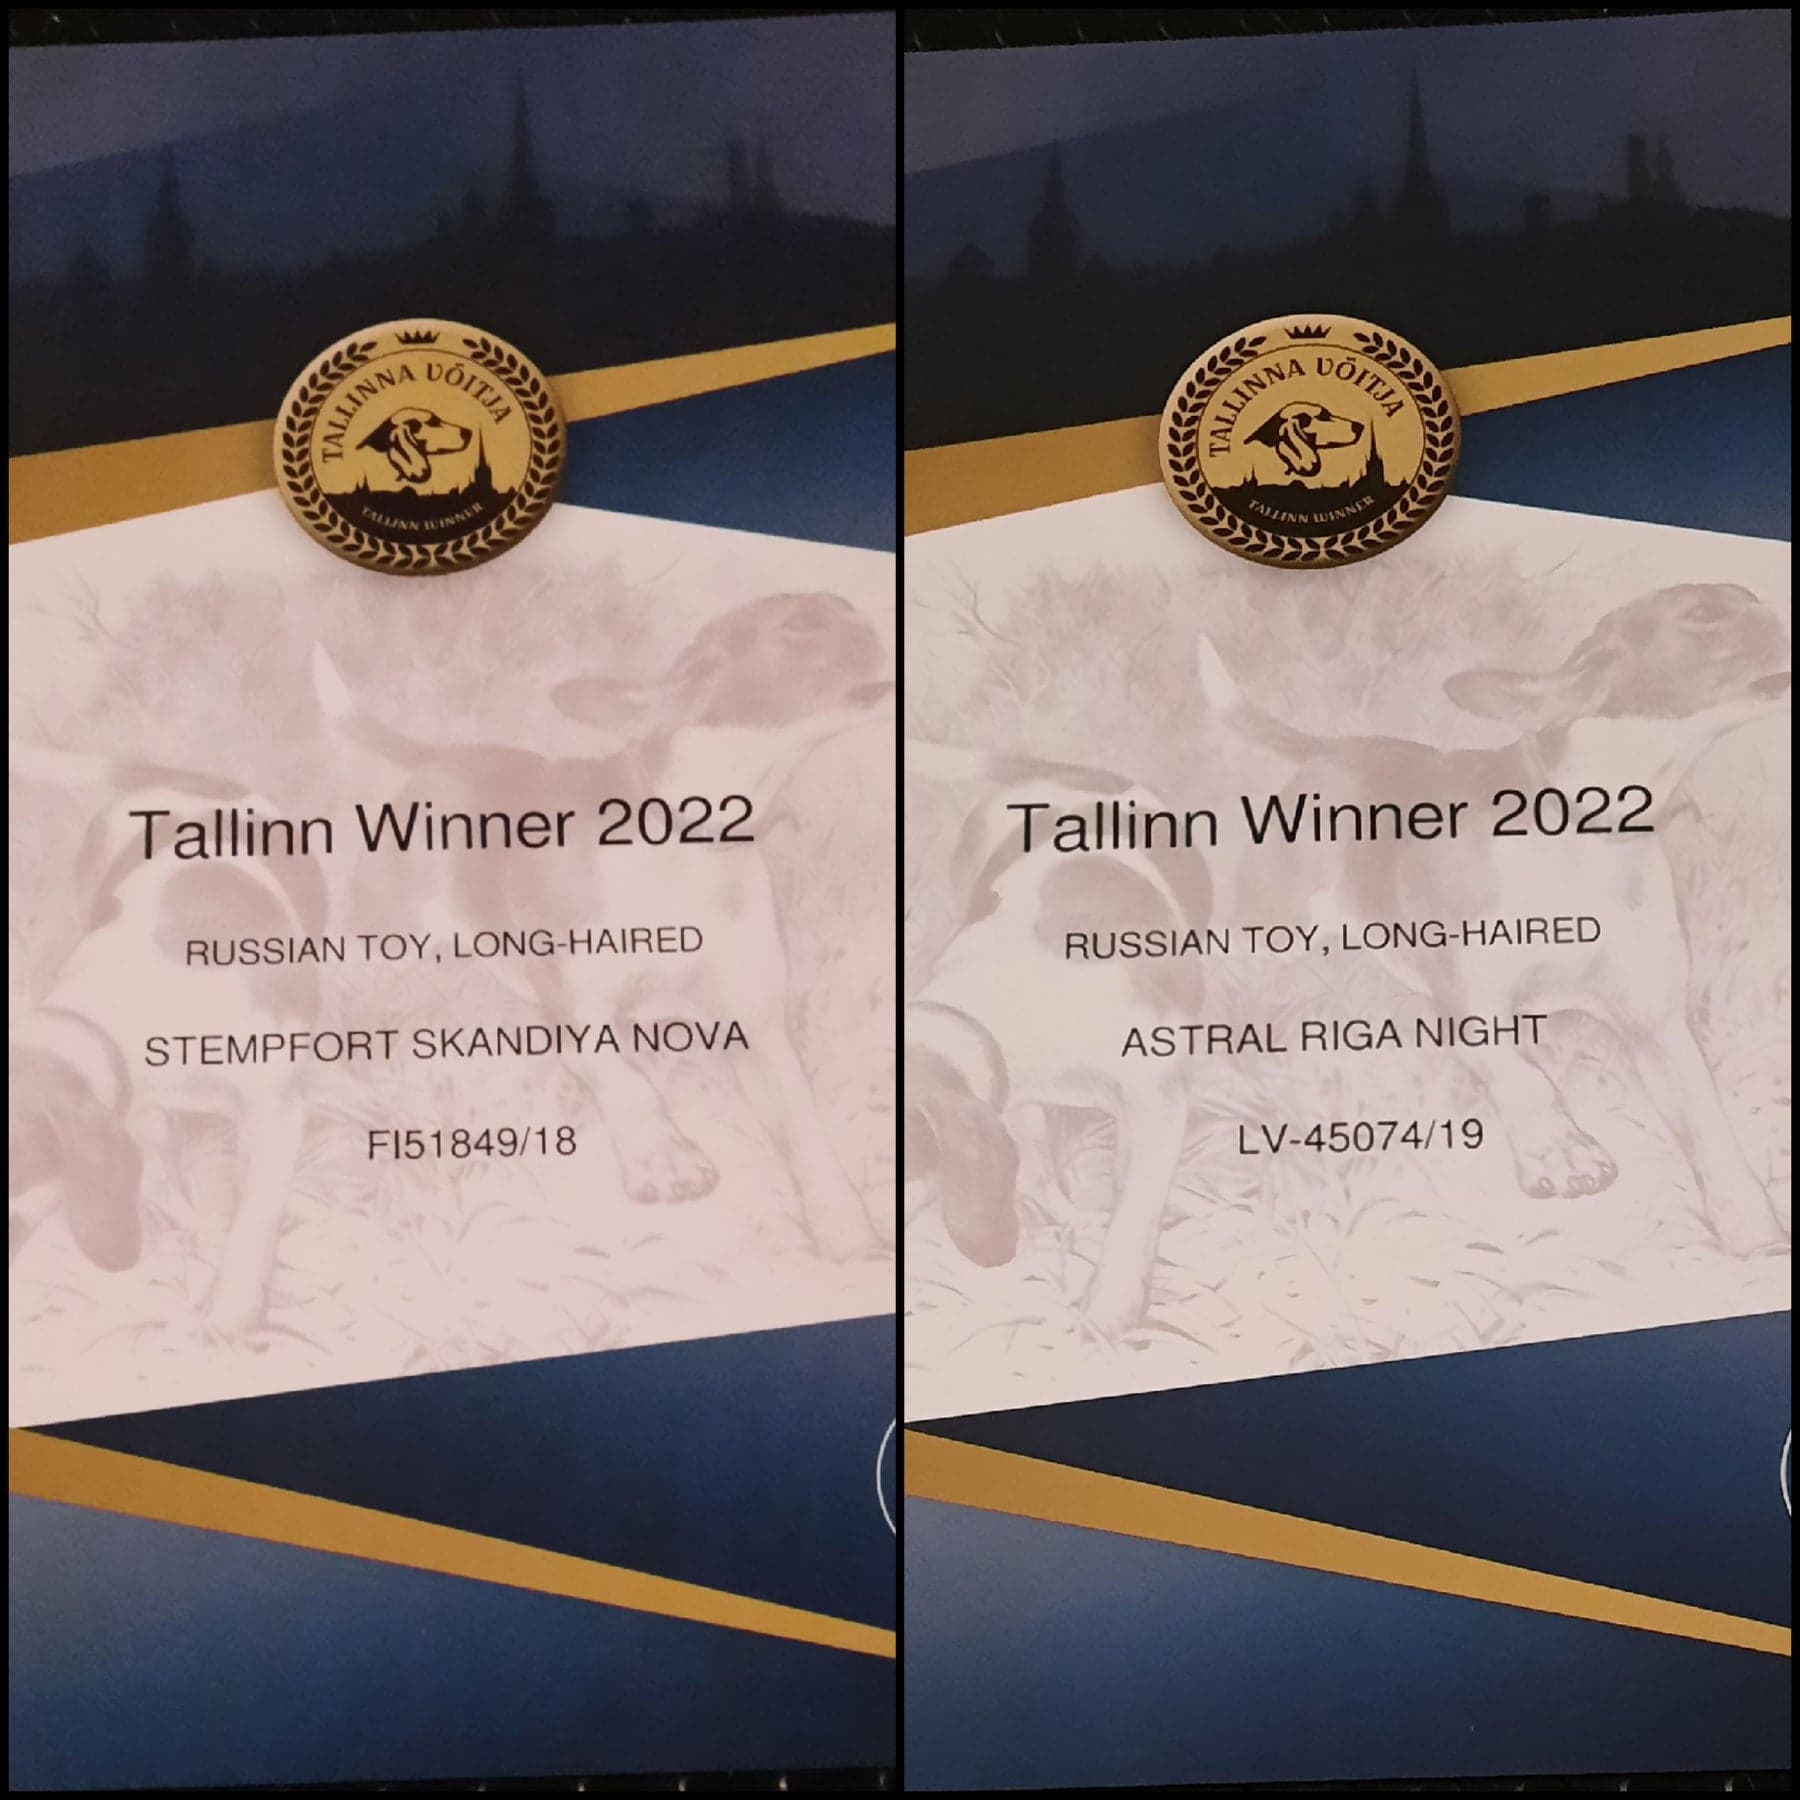 TALLINNA VÕITJA
TALLINN WINNER
Tallinn Winner 2022
RUSSIAN TOY, LONG-HAIRED
STEMPFORT SKANDIYA NOVA
FI51849/18
TALLINNA VÕITJA
TALLINN WINNER
Tallinn Winner 2022
RUSSIAN TOY, LONG-HAIRED
ASTRAL RIGA NIGHT
LV-45074/19